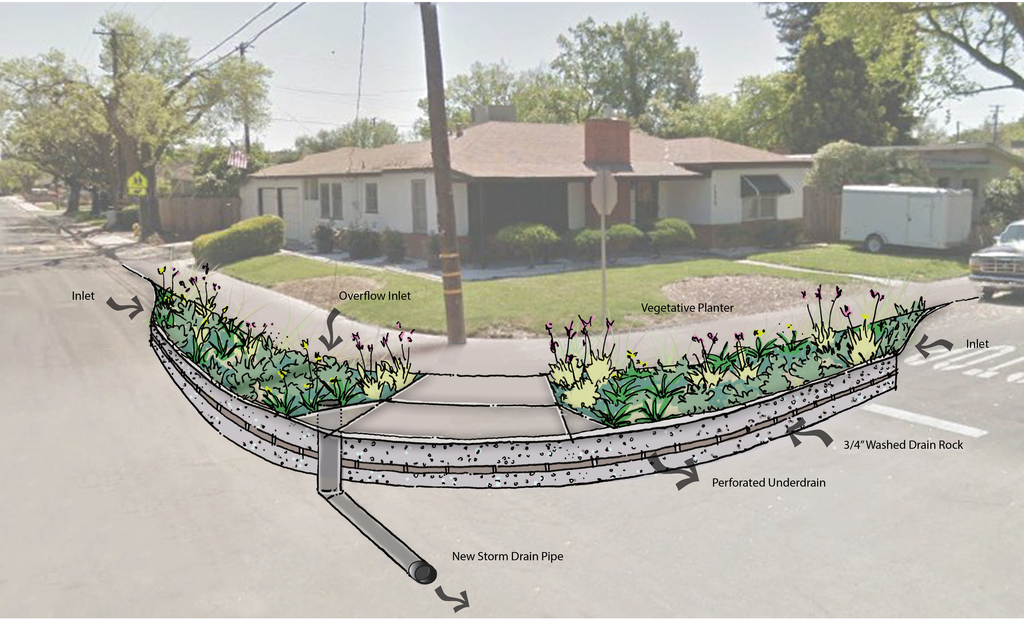 Inlet
Overflow Inlet
Vegetative Planter
Inlet
3/4" Washed Drain Rock
Perforated Underdrain
New Storm Drain Pipe